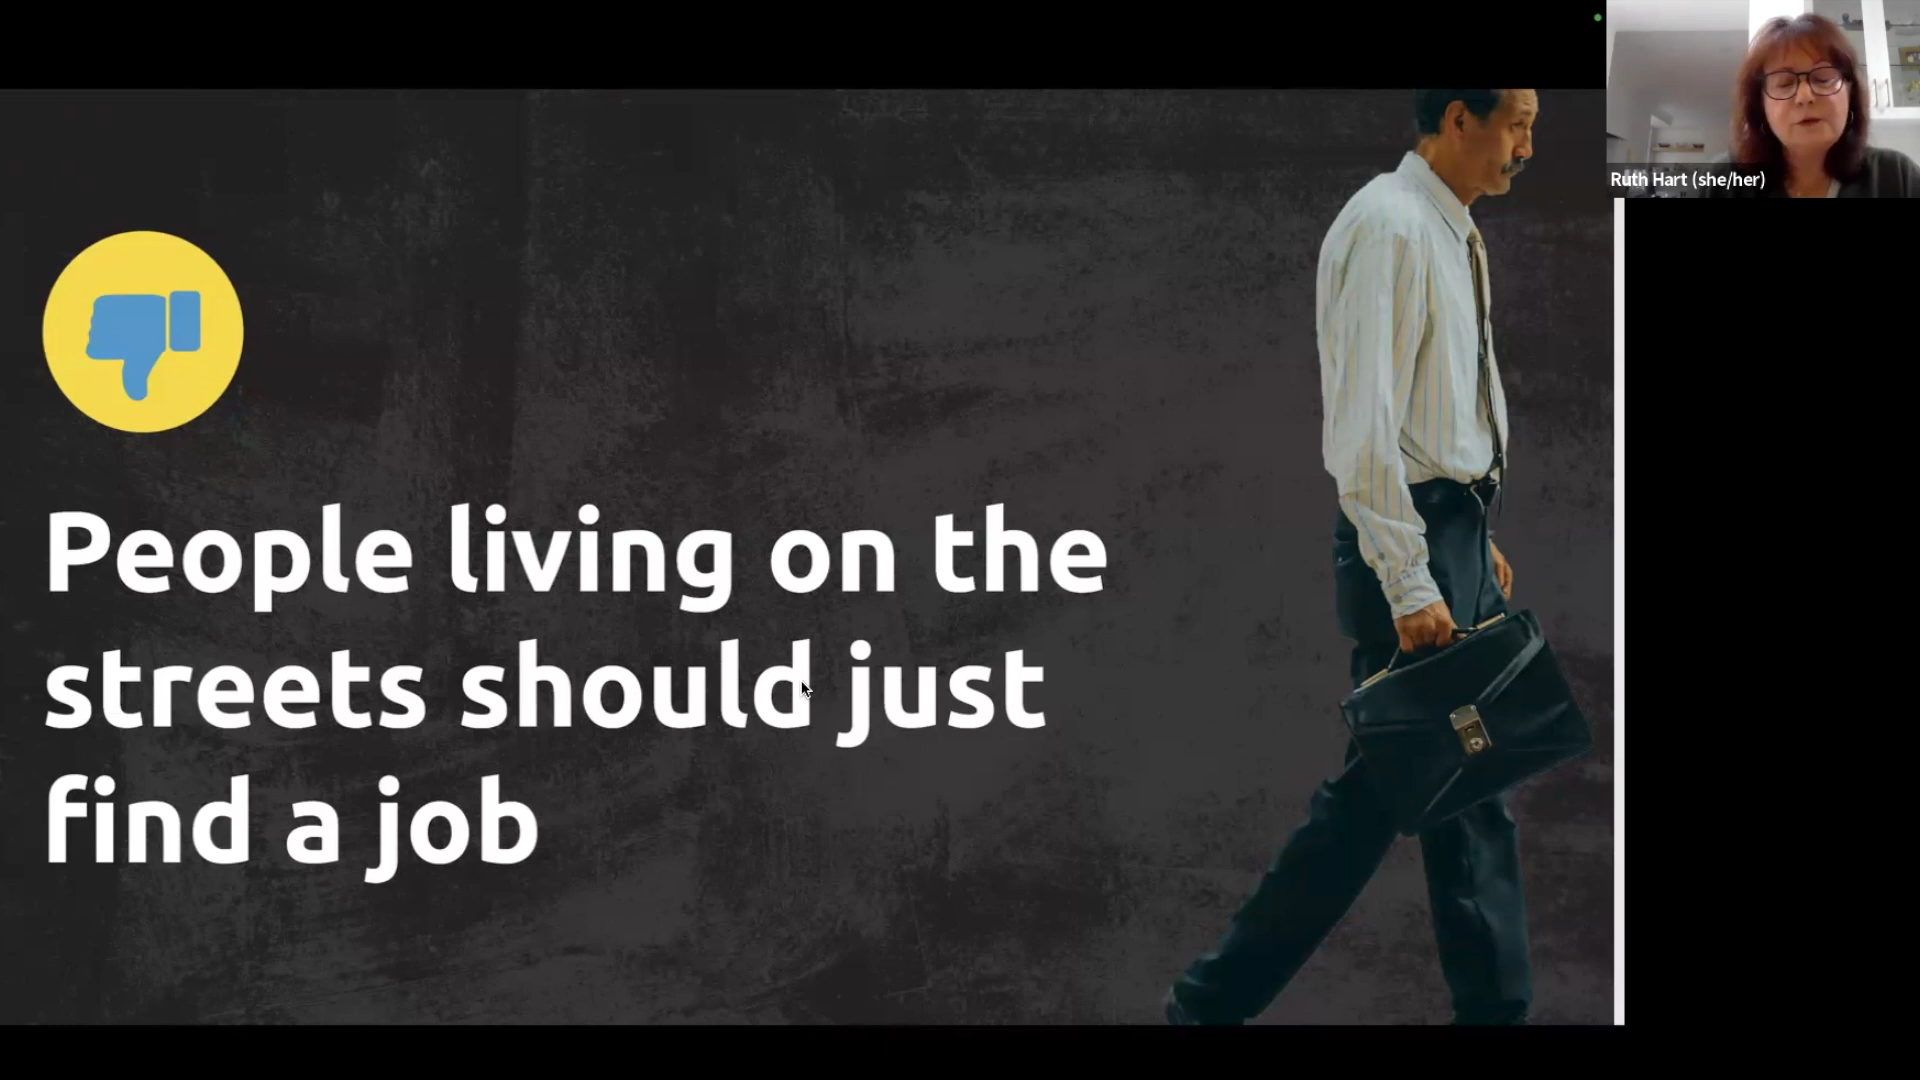 Ruth Hart (she/her)
People living on the
streets should just
find a job